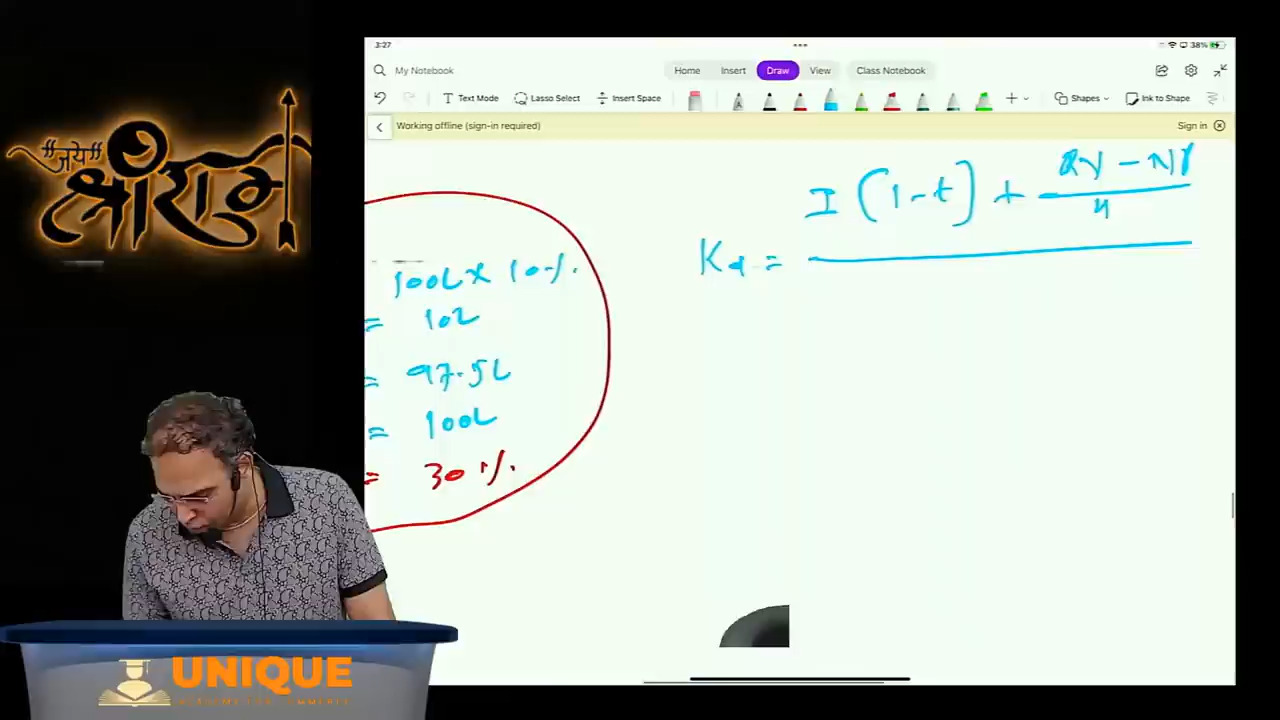 3:27
38%
My Notebook
Home Insert Draw View Class Notebook
Text Mode Lasso Select Insert Space Shapes Ink to Shape
Working offline (sign-in required) Sign in
"जय"
श्रीराम
I (1-t) + RV - NP
n
Kd =
100L x 10%.
= 10L
= 97.5L
= 100L
= 30%
UNIQUE